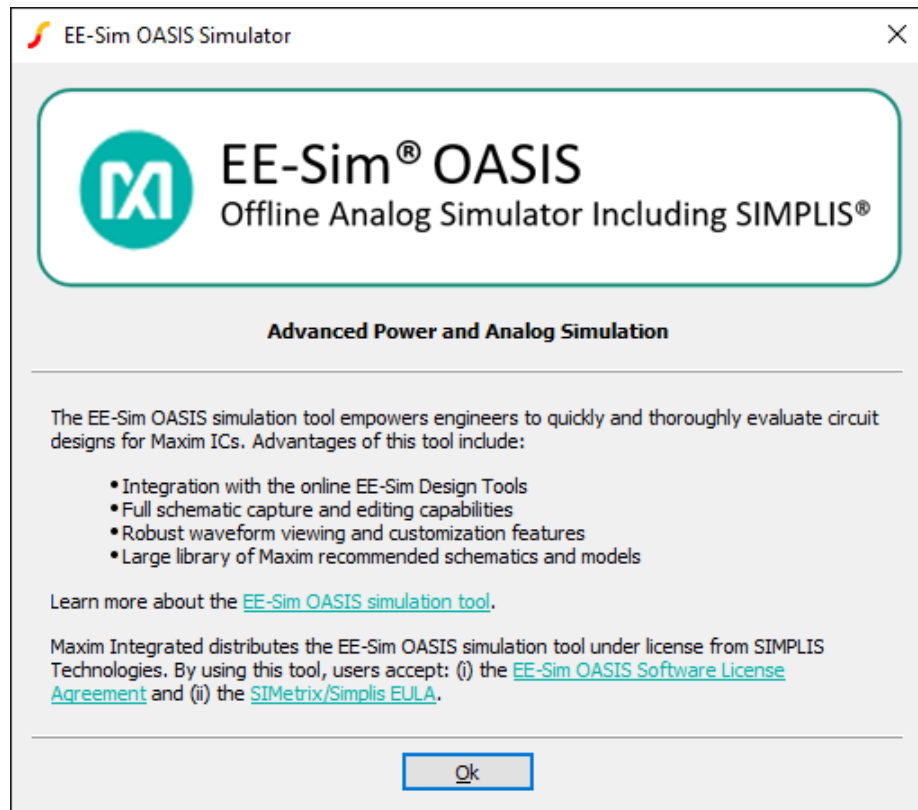 EE-Sim OASIS Simulator
EE-Sim® OASIS
Offline Analog Simulator Including SIMPLIS®
Advanced Power and Analog Simulation
The EE-Sim OASIS simulation tool empowers engineers to quickly and thoroughly evaluate circuit
designs for Maxim ICs. Advantages of this tool include:
• Integration with the online EE-Sim Design Tools
• Full schematic capture and editing capabilities
• Robust waveform viewing and customization features
• Large library of Maxim recommended schematics and models
Learn more about the EE-Sim OASIS simulation tool.
Maxim Integrated distributes the EE-Sim OASIS simulation tool under license from SIMPLIS
Technologies. By using this tool, users accept: (i) the EE-Sim OASIS Software License
Agreement and (ii) the SIMetrix/Simplis EULA.
Ok